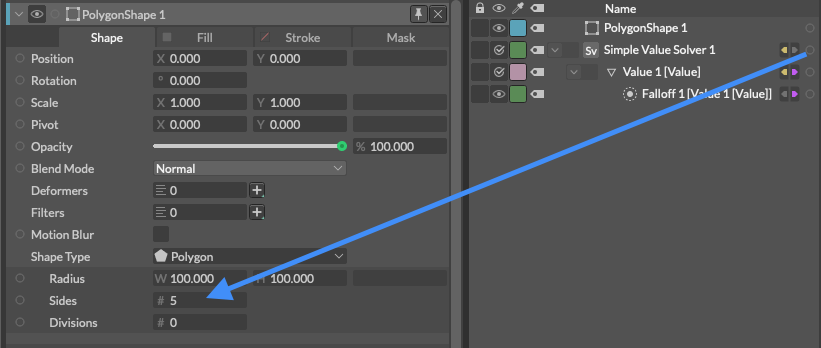 PolygonShape 1
Shape Fill Stroke Mask
Position X 0.000 Y 0.000
Rotation ° 0.000
Scale X 1.000 Y 1.000
Pivot X 0.000 Y 0.000
Opacity % 100.000
Blend Mode Normal
Deformers 0
Filters 0
Motion Blur
Shape Type Polygon
Radius W 100.000 H 100.000
Sides # 5
Divisions # 0
Name
PolygonShape 1
Sv Simple Value Solver 1
Value 1 [Value]
Falloff 1 [Value 1 [Value]]